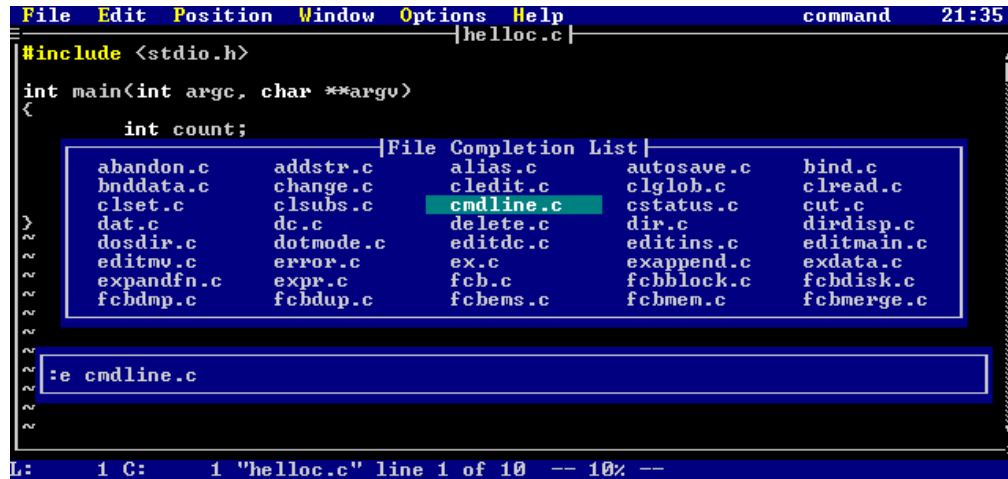 File Edit Position Window Options Help command 21:35
helloc.c
#include <stdio.h>
int main(int argc, char **argv)
{
int count;
File Completion List
abandon.c addstr.c alias.c autosave.c bind.c
bnddata.c change.c cledit.c clglob.c clread.c
clset.c clsubs.c cmdline.c cstatus.c cut.c
} dat.c dc.c delete.c dir.c dirdisp.c
~ dosdir.c dotmode.c editdc.c editins.c editmain.c
~ editmv.c error.c ex.c exappend.c exdata.c
~ expandfn.c expr.c fcb.c fcbblock.c fcbdisk.c
~ fcbdmp.c fcbdup.c fcbems.c fcbmem.c fcbmerge.c
~
~
~
~ :e cmdline.c
~
~
~
L: 1 C: 1 "helloc.c" line 1 of 10 -- 10% --